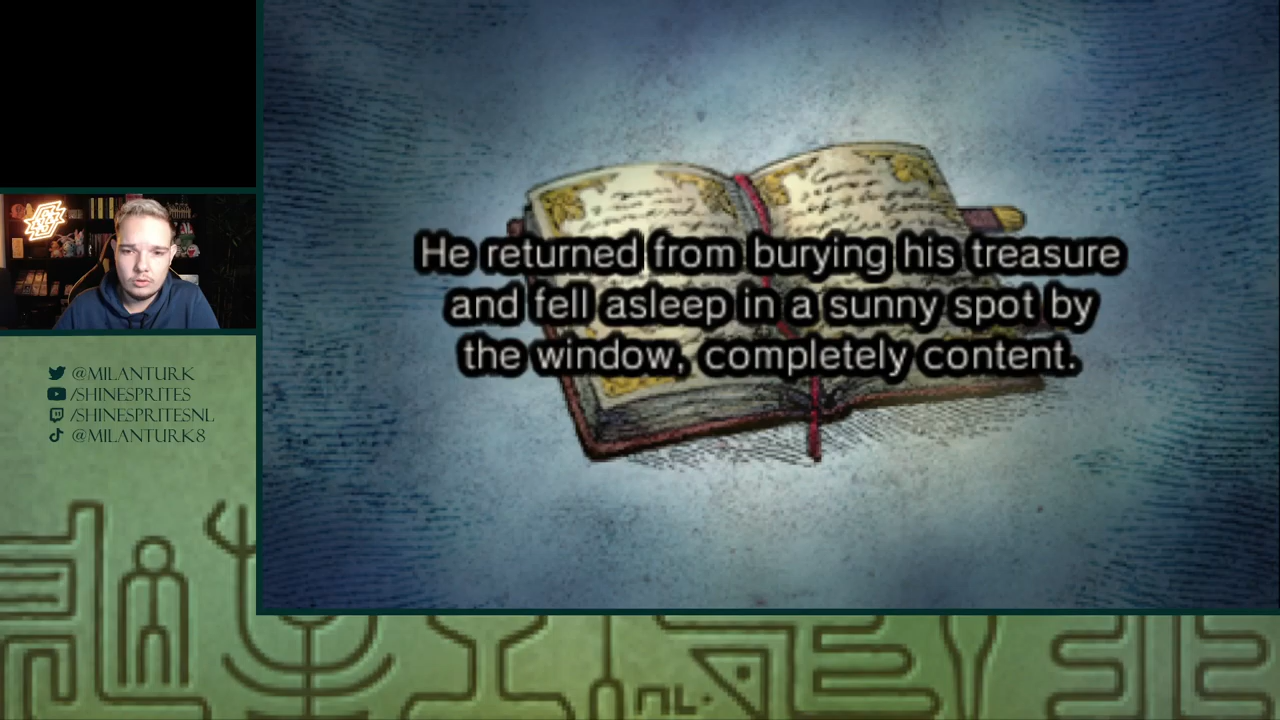 He returned from burying his treasure
and fell asleep in a sunny spot by
the window, completely content.
@MILANTURK
/SHINESPRITES
/SHINESPRITESNL
@MILANTURK8